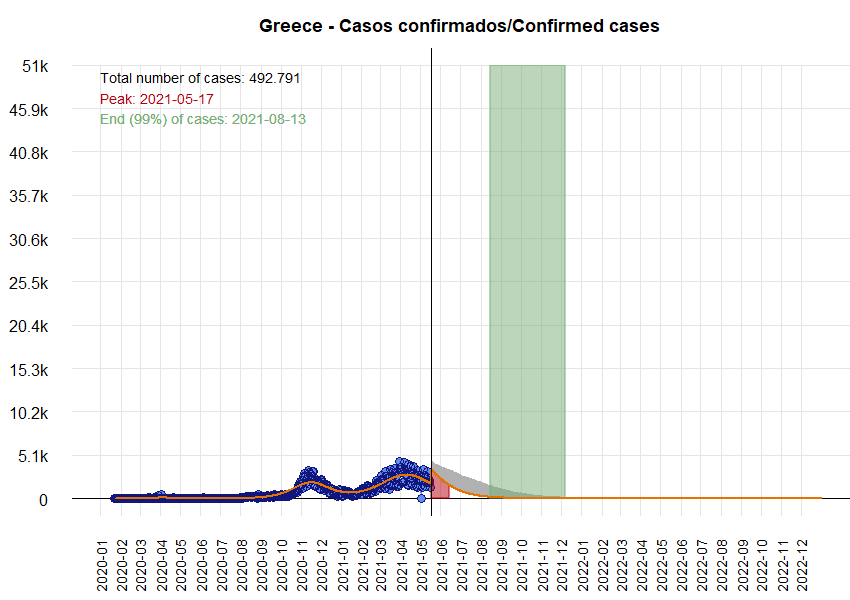 Greece - Casos confirmados/Confirmed cases
Total number of cases: 492.791
Peak: 2021-05-17
End (99%) of cases: 2021-08-13
51k
45.9k
40.8k
35.7k
30.6k
25.5k
20.4k
15.3k
10.2k
5.1k
0
2020-01
2020-02
2020-03
2020-04
2020-05
2020-06
2020-07
2020-08
2020-09
2020-10
2020-11
2020-12
2021-01
2021-02
2021-03
2021-04
2021-05
2021-06
2021-07
2021-08
2021-09
2021-10
2021-11
2021-12
2022-01
2022-02
2022-03
2022-04
2022-05
2022-06
2022-07
2022-08
2022-09
2022-10
2022-11
2022-12